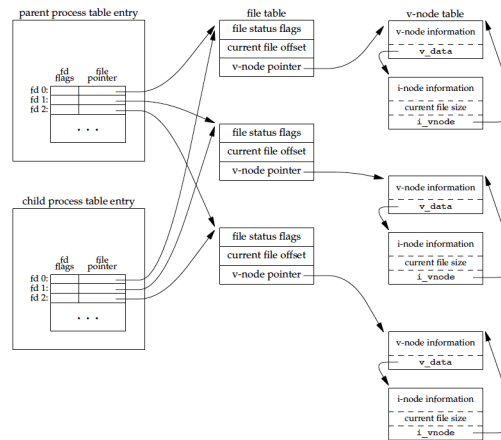 parent process table entry
fd flags
file pointer
fd 0:
fd 1:
fd 2:
. . .
child process table entry
fd flags
file pointer
fd 0:
fd 1:
fd 2:
. . .
file table
file status flags
current file offset
v-node pointer
file status flags
current file offset
v-node pointer
file status flags
current file offset
v-node pointer
v-node table
v-node information
v_data
i-node information
current file size
i_vnode
v-node information
v_data
i-node information
current file size
i_vnode
v-node information
v_data
i-node information
current file size
i_vnode